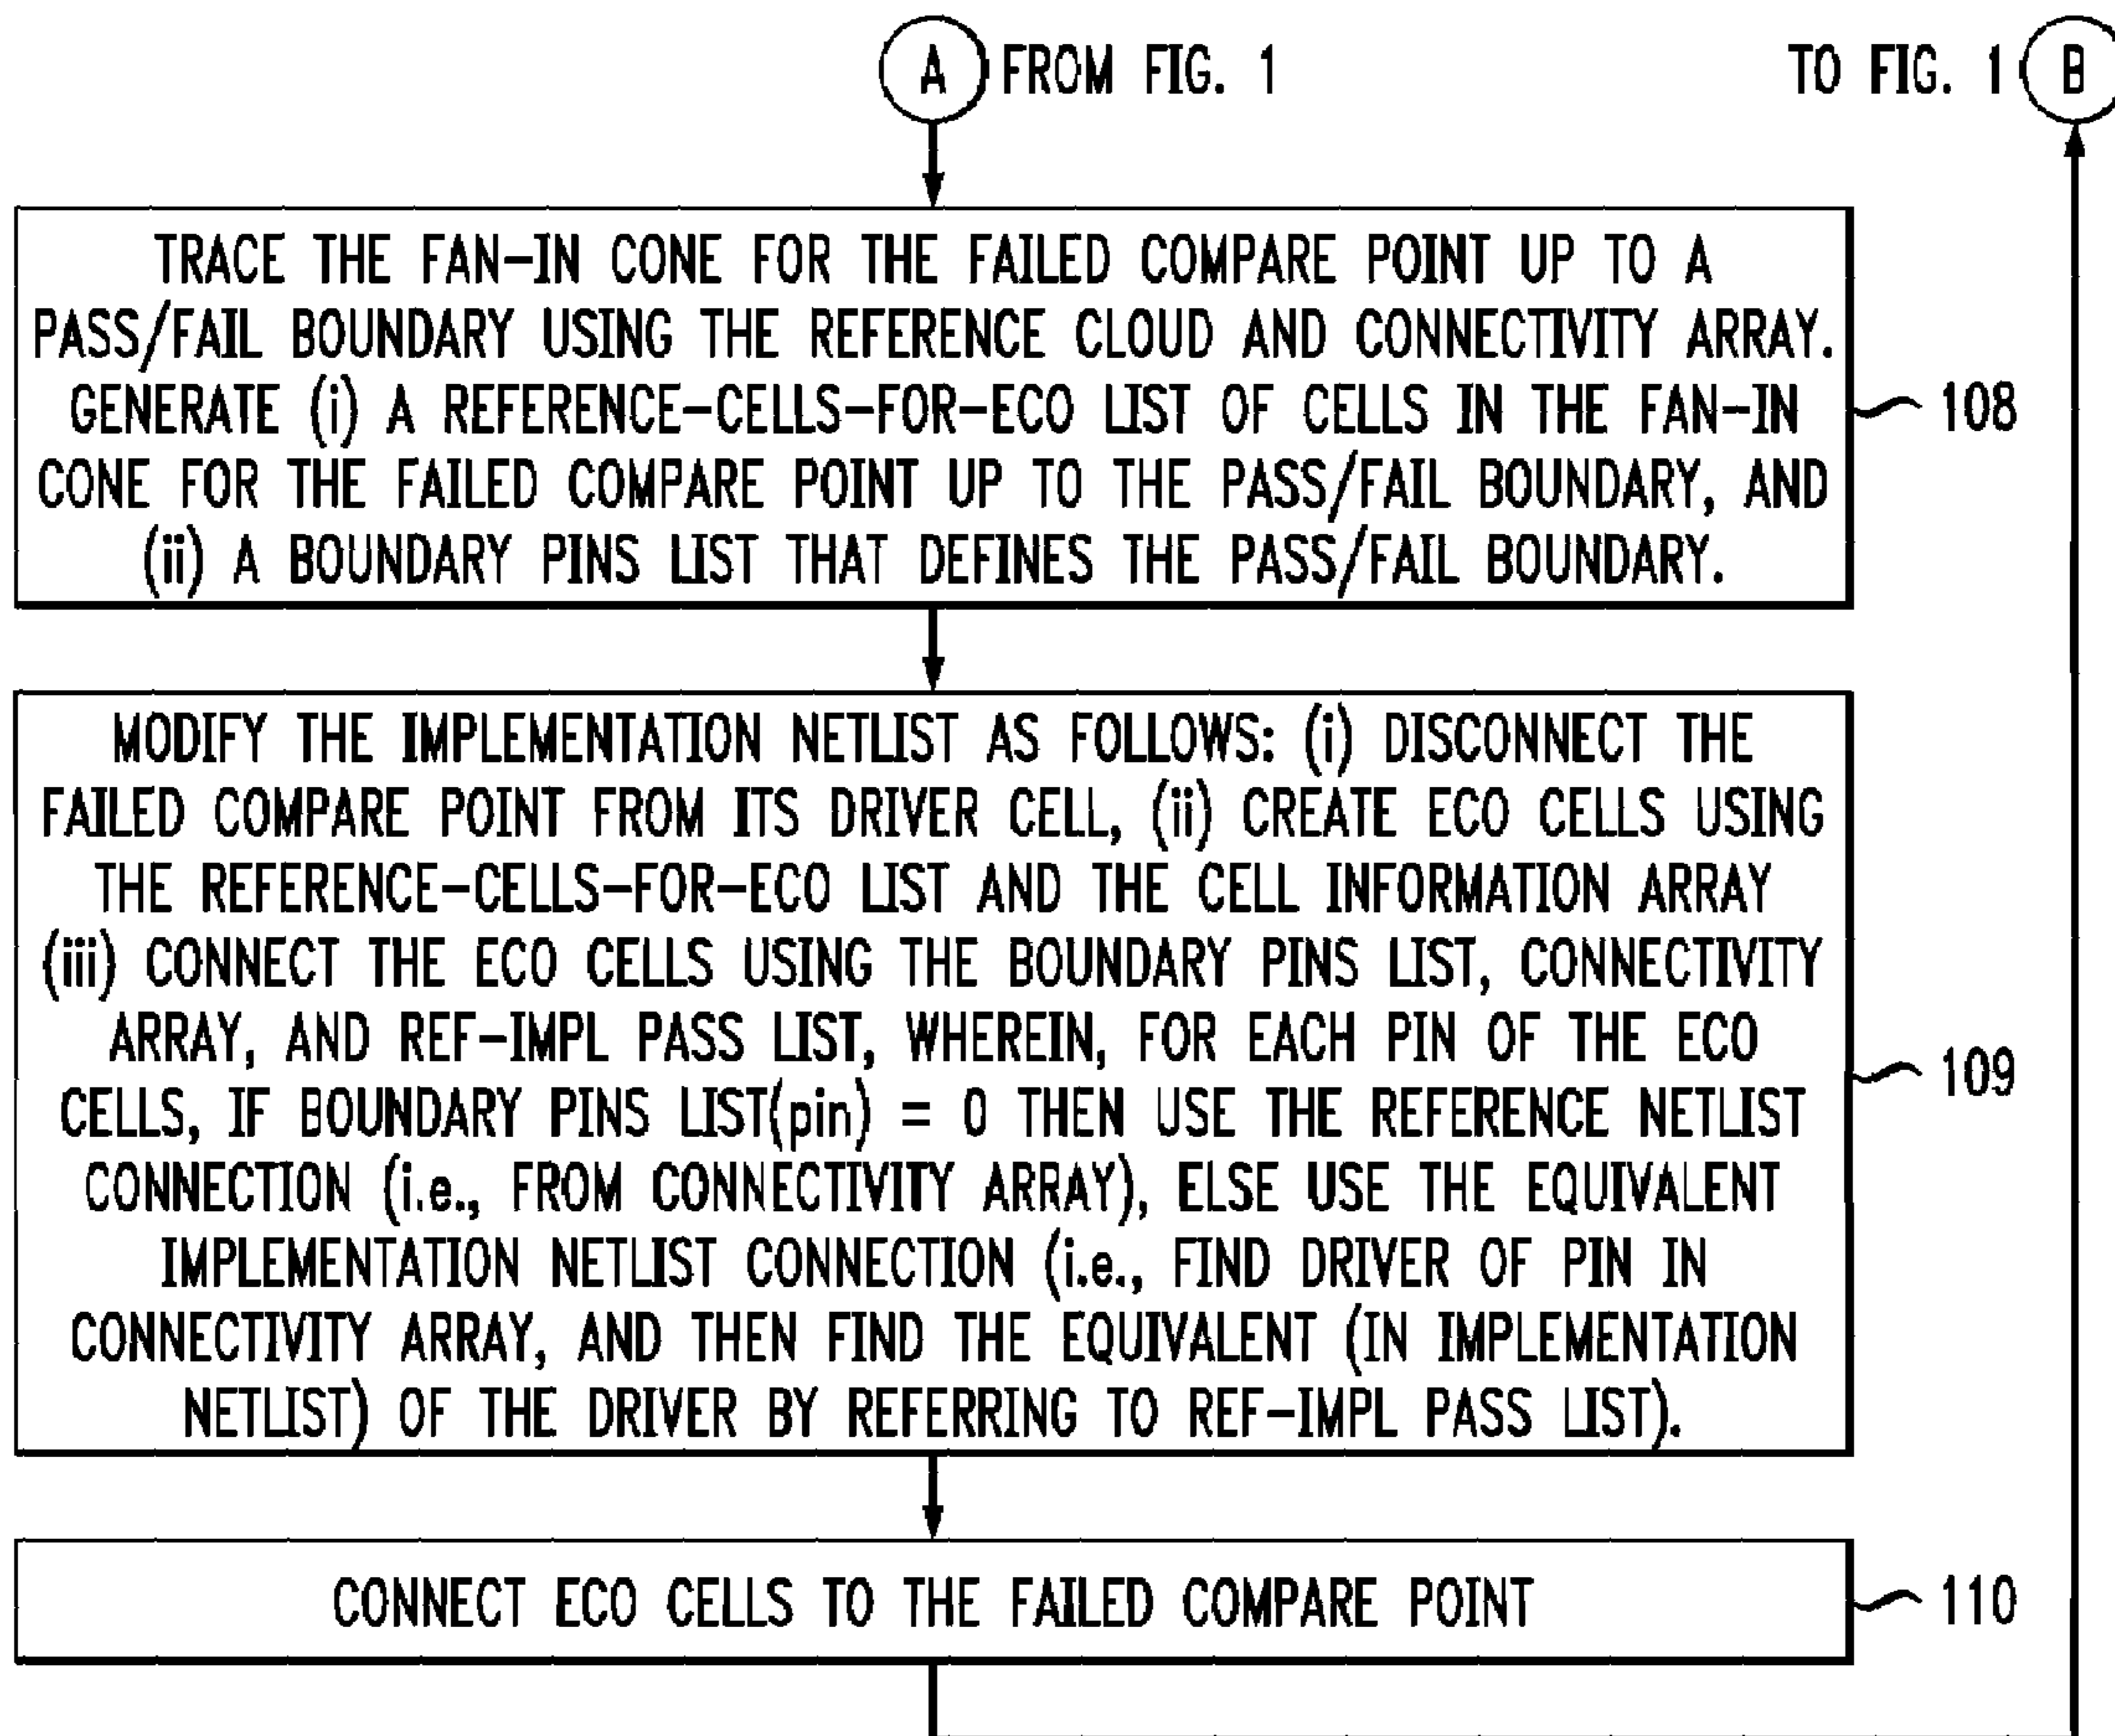 A FROM FIG. 1
TO FIG. 1 B
TRACE THE FAN-IN CONE FOR THE FAILED COMPARE POINT UP TO A
PASS/FAIL BOUNDARY USING THE REFERENCE CLOUD AND CONNECTIVITY ARRAY.
GENERATE (i) A REFERENCE-CELLS-FOR-ECO LIST OF CELLS IN THE FAN-IN
CONE FOR THE FAILED COMPARE POINT UP TO THE PASS/FAIL BOUNDARY, AND
(ii) A BOUNDARY PINS LIST THAT DEFINES THE PASS/FAIL BOUNDARY.
108
MODIFY THE IMPLEMENTATION NETLIST AS FOLLOWS: (i) DISCONNECT THE
FAILED COMPARE POINT FROM ITS DRIVER CELL, (ii) CREATE ECO CELLS USING
THE REFERENCE-CELLS-FOR-ECO LIST AND THE CELL INFORMATION ARRAY
(iii) CONNECT THE ECO CELLS USING THE BOUNDARY PINS LIST, CONNECTIVITY
ARRAY, AND REF-IMPL PASS LIST, WHEREIN, FOR EACH PIN OF THE ECO
CELLS, IF BOUNDARY PINS LIST(pin) = 0 THEN USE THE REFERENCE NETLIST
CONNECTION (i.e., FROM CONNECTIVITY ARRAY), ELSE USE THE EQUIVALENT
IMPLEMENTATION NETLIST CONNECTION (i.e., FIND DRIVER OF PIN IN
CONNECTIVITY ARRAY, AND THEN FIND THE EQUIVALENT (IN IMPLEMENTATION
NETLIST) OF THE DRIVER BY REFERRING TO REF-IMPL PASS LIST).
109
CONNECT ECO CELLS TO THE FAILED COMPARE POINT
110